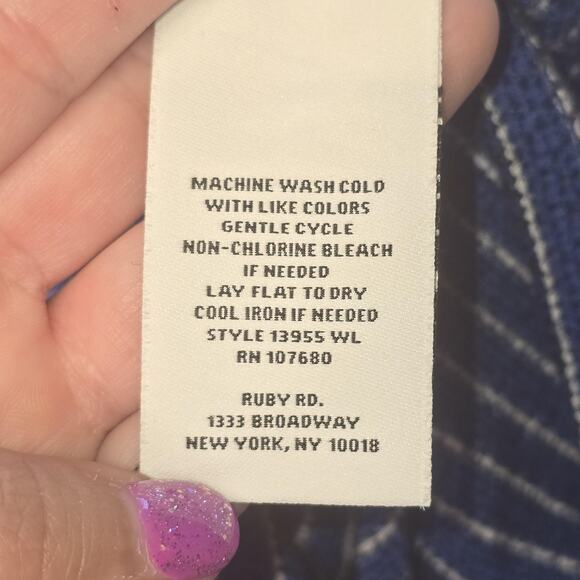 MACHINE WASH COLD
WITH LIKE COLORS
GENTLE CYCLE
NON-CHLORINE BLEACH
IF NEEDED
LAY FLAT TO DRY
COOL IRON IF NEEDED
STYLE 13955 WL
RN 107680
RUBY RD.
1333 BROADWAY
NEW YORK, NY 10018